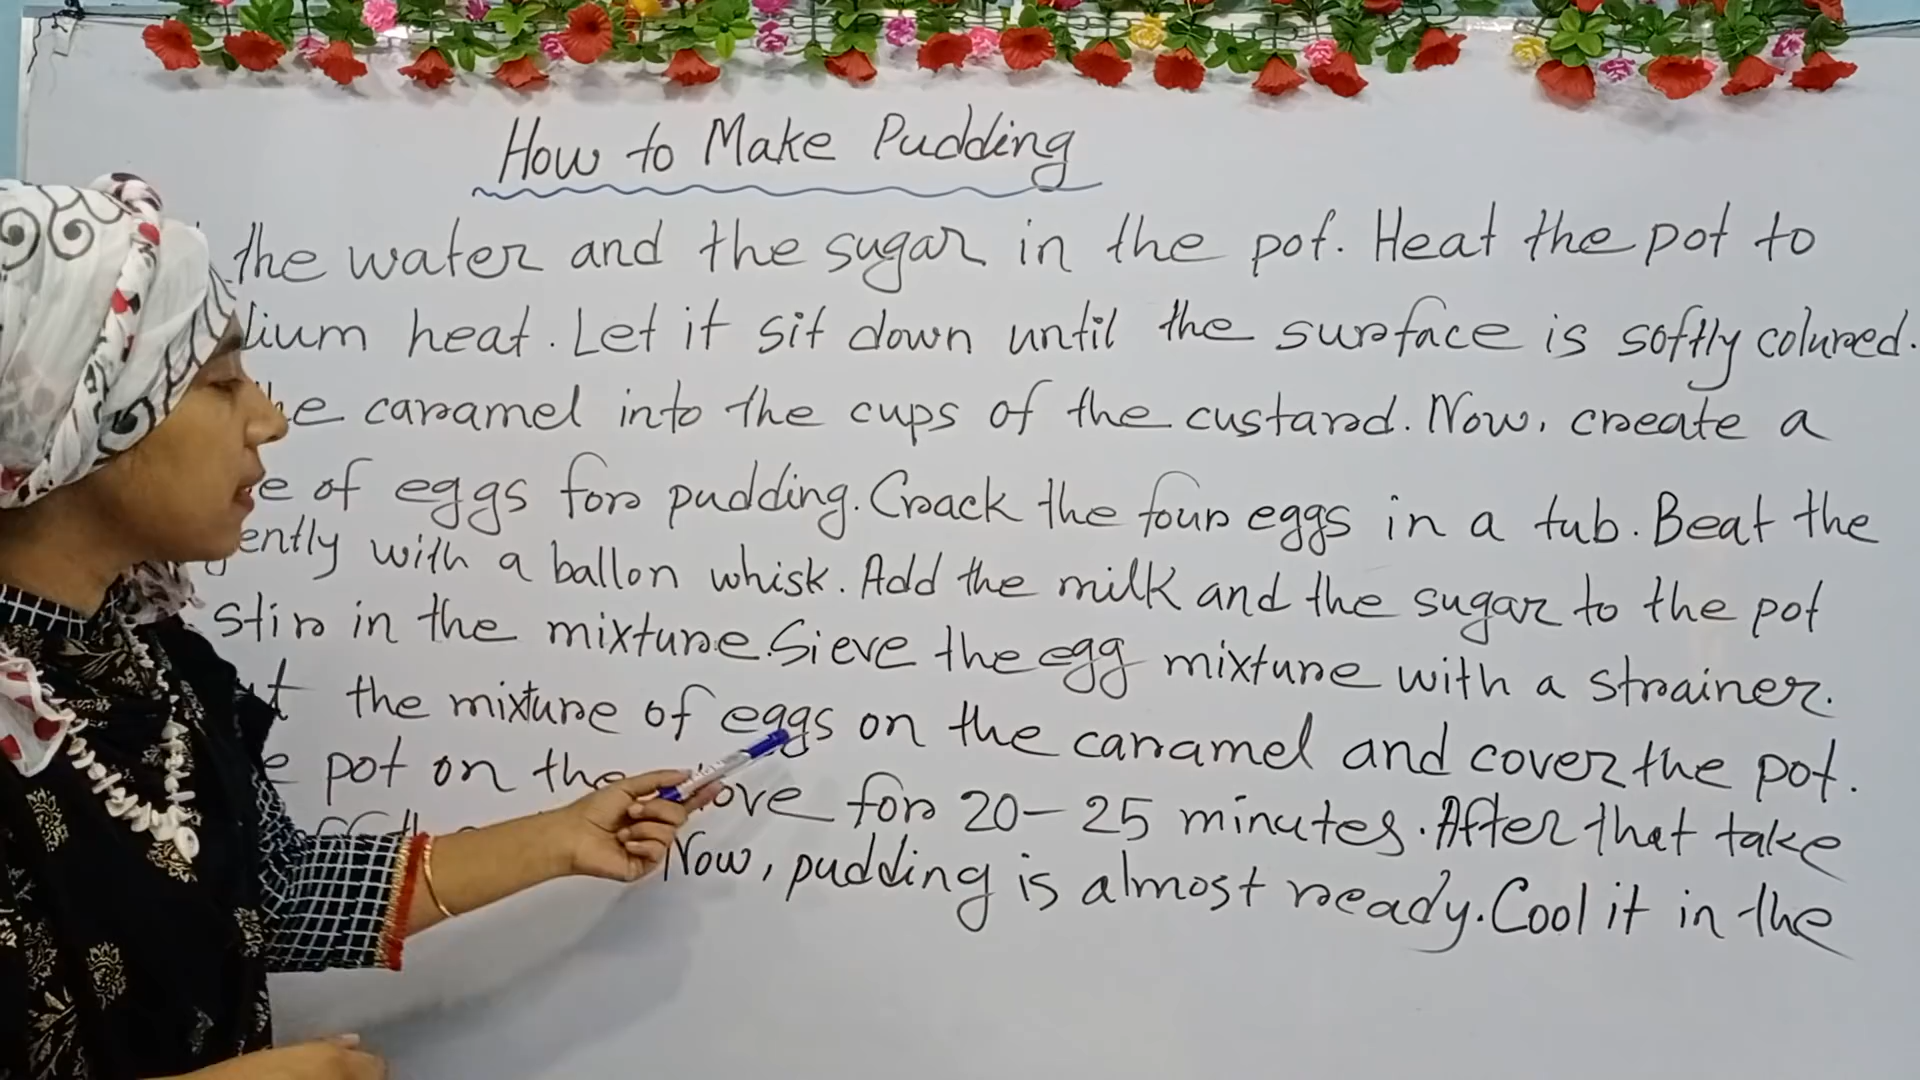 How to Make Pudding
the water and the sugar in the pot. Heat the pot to
heat. Let it sit down until the surface is softly colured.
caramel into the cups of the custard. Now, create a
of eggs for pudding. Crack the four eggs in a tub. Beat the
with a ballon whisk. Add the milk and the sugar to the pot
stir in the mixture. Sieve the egg mixture with a strainer.
the mixture of eggs on the caramel and cover the pot.
pot on the for 20-25 minutes. After that take
Now, pudding is almost ready. Cool it in the